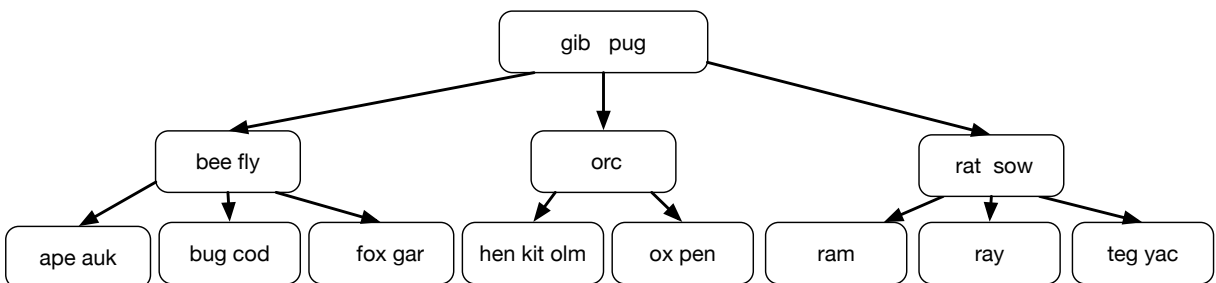 gib pug
bee fly
orc
rat sow
ape auk
bug cod
fox gar
hen kit olm
ox pen
ram
ray
teg yac